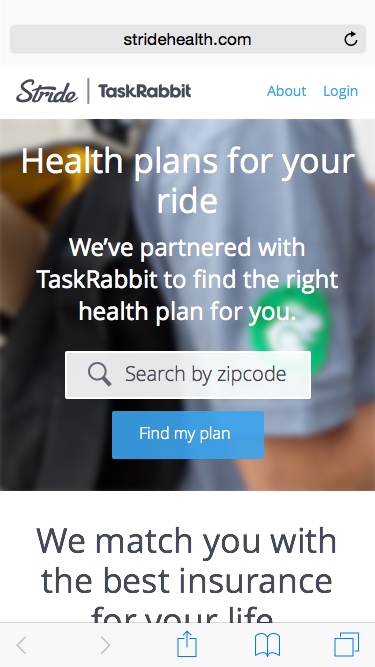 stridehealth.com
Stride | TaskRabbit About Login
Health plans for your
ride
We’ve partnered with
TaskRabbit to find the right
health plan for you.
Search by zipcode
Find my plan
We match you with
the best insurance
for your life